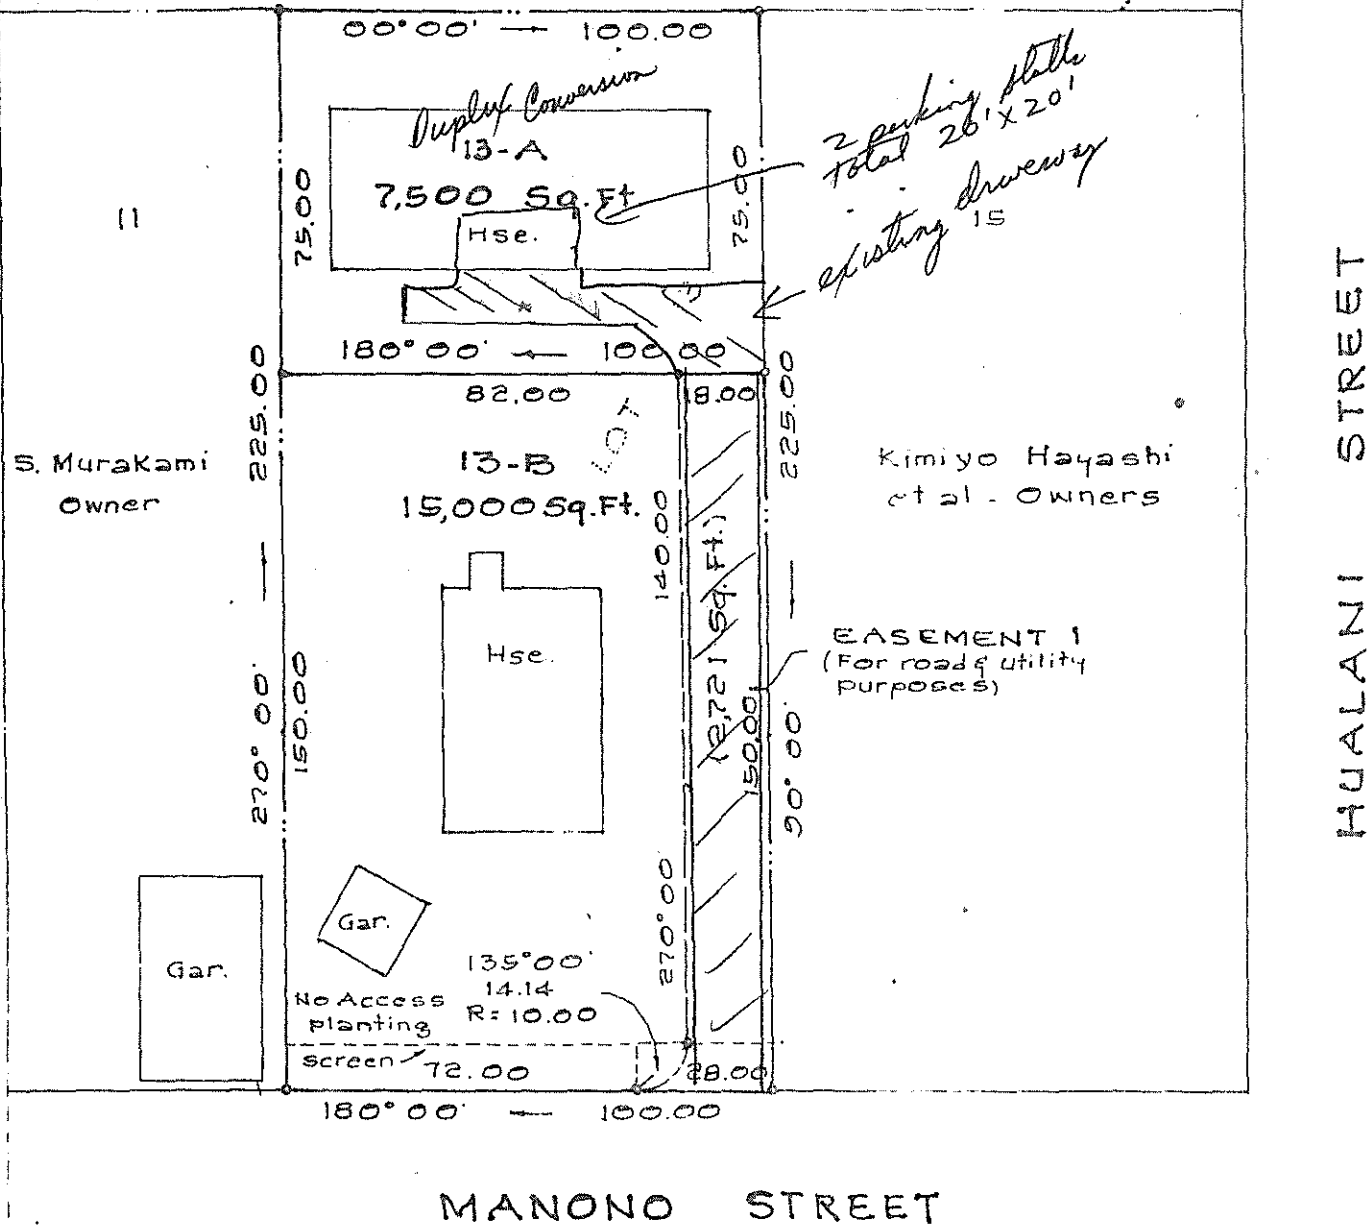 00°00' → 100.00
Duplex Conversion
13-A
7,500 Sq.Ft
Hse.
75.00
75.00
2 parking stalls
total 20'x20'
existing driveway
11
15
180°00' ← 100.00
82.00
18.00
LOT
13-B
15,000 Sq.Ft.
225.00
225.00
S. Murakami
Owner
Kimiyo Hayashi
et al - Owners
140.00
(2,721 Sq. Ft.)
EASEMENT 1
(For road & utility
purposes)
Hse.
270° 00'
150.00
150.00
90° 00'
Gar.
Gar.
270°00
135°00'
14.14
R=10.00
No Access
planting
screen
72.00
28.00
180°00' ← 100.00
MANONO STREET
HUALANI STREET